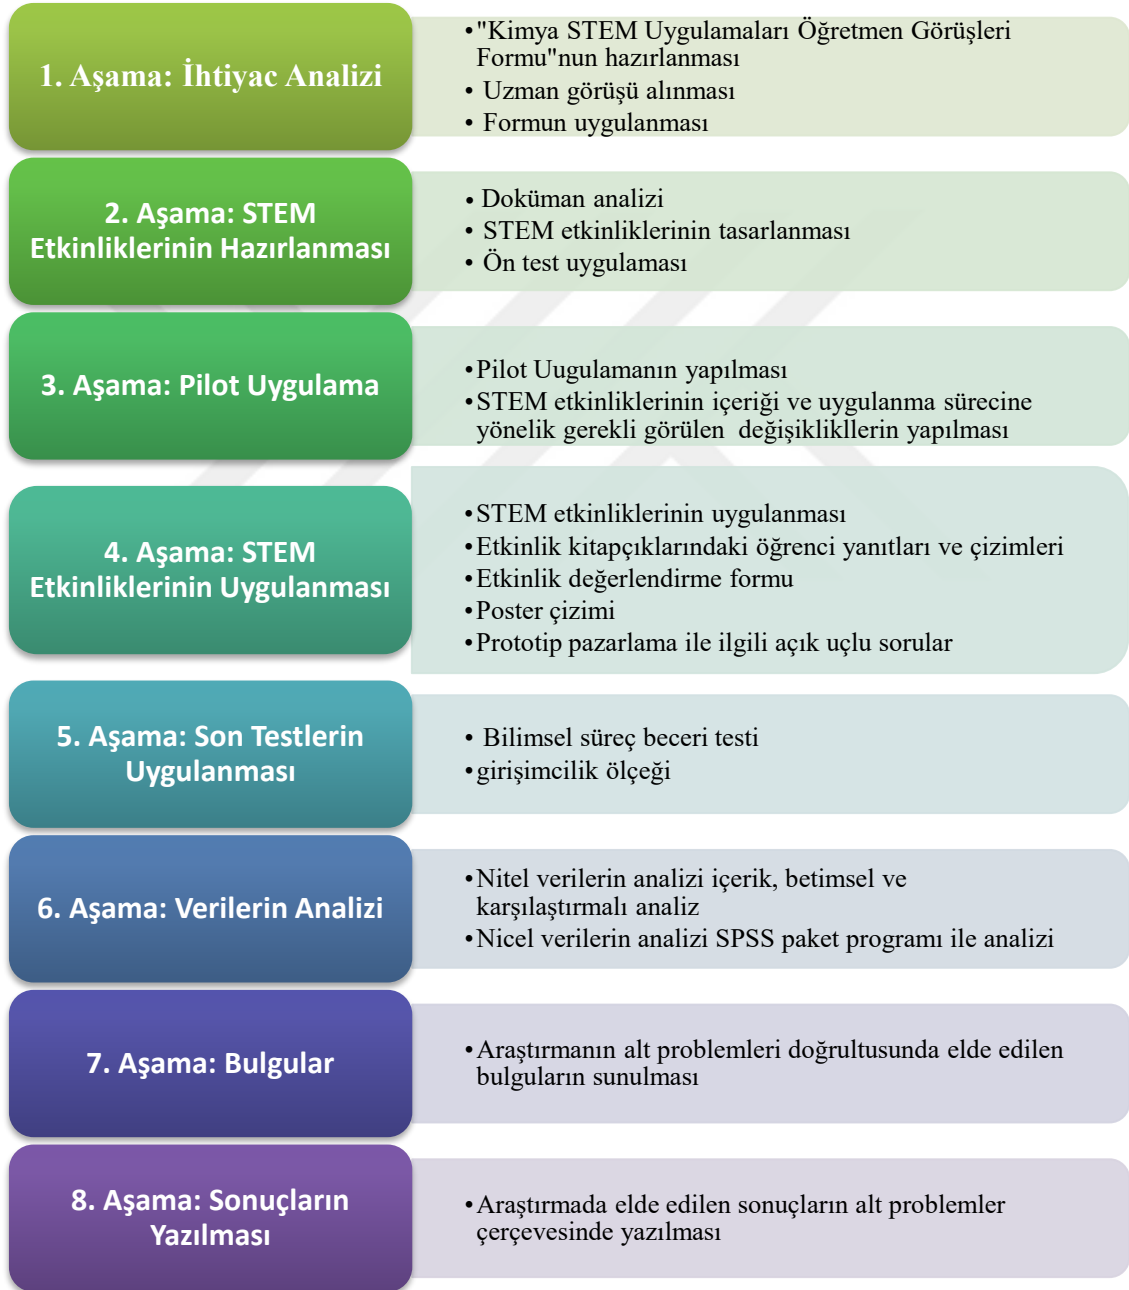 1. Aşama: İhtiyac Analizi
•"Kimya STEM Uygulamaları Öğretmen Görüşleri
Formu"nun hazırlanması
• Uzman görüşü alınması
• Formun uygulanması
2. Aşama: STEM
Etkinliklerinin Hazırlanması
• Doküman analizi
• STEM etkinliklerinin tasarlanması
• Ön test uygulaması
3. Aşama: Pilot Uygulama
•Pilot Uugulamanın yapılması
•STEM etkinliklerinin içeriği ve uygulanma sürecine
yönelik gerekli görülen değişiklikllerin yapılması
4. Aşama: STEM
Etkinliklerinin Uygulanması
•STEM etkinliklerinin uygulanması
•Etkinlik kitapçıklarındaki öğrenci yanıtları ve çizimleri
•Etkinlik değerlendirme formu
•Poster çizimi
•Prototip pazarlama ile ilgili açık uçlu sorular
5. Aşama: Son Testlerin
Uygulanması
• Bilimsel süreç beceri testi
•girişimcilik ölçeği
6. Aşama: Verilerin Analizi
•Nitel verilerin analizi içerik, betimsel ve
karşılaştırmalı analiz
•Nicel verilerin analizi SPSS paket programı ile analizi
7. Aşama: Bulgular
•Araştırmanın alt problemleri doğrultusunda elde edilen
bulguların sunulması
8. Aşama: Sonuçların
Yazılması
•Araştırmada elde edilen sonuçların alt problemler
çerçevesinde yazılması